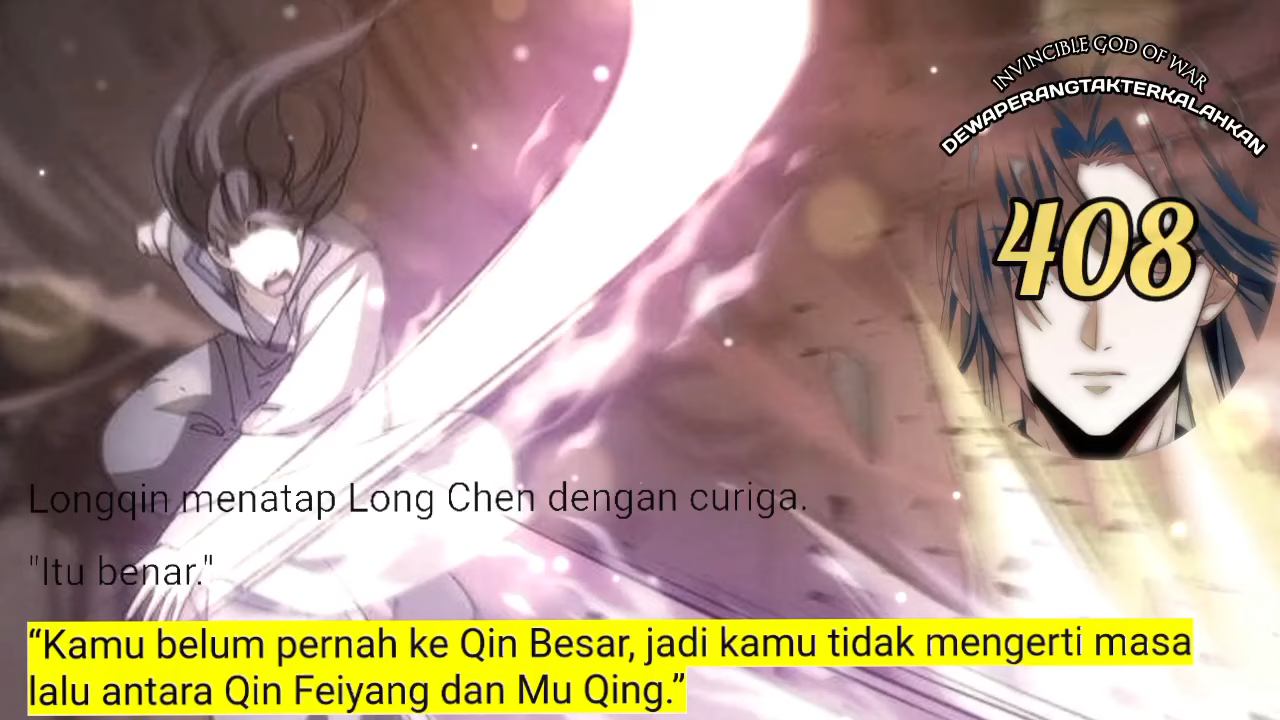 INVINCIBLE GOD OF WAR
DEWAPERANGTAKTERKALAHKAN
408
Longqin menatap Long Chen dengan curiga.
"Itu benar."
“Kamu belum pernah ke Qin Besar, jadi kamu tidak mengerti masa
lalu antara Qin Feiyang dan Mu Qing.”